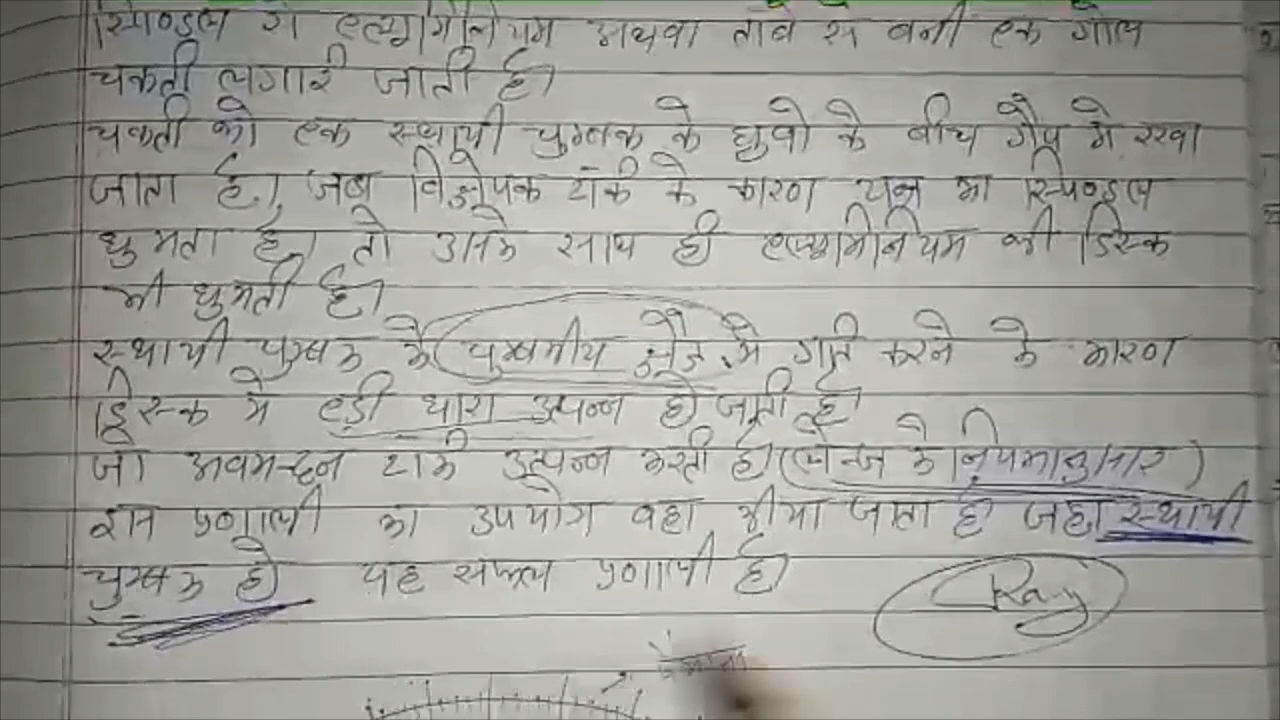 स्पिण्डल से एल्युमिनियम अथवा तांबे से बनी एक गोल
चकती लगाई जाती है।
चकती को एक स्थायी चुम्बक के ध्रुवो के बीच गैप मे रखा
जाता है। जब विक्षेपक टॉर्क के कारण यन्त्र का स्पिण्डल
घुमता है। तो उसके साथ ही एल्युमिनियम की डिस्क
भी घुमती है।
स्थायी चुम्बक के (चुम्बकीय क्षेत्र मे गति करने के कारण
डिस्क मे एडी धारा उत्पन्न हो जाती है।
जो अवमन्दन टार्क उत्पन्न करती है। (लेन्ज के नियमानुसार)
इस प्रणाली का उपयोग वहा कीया जाता है जहा स्थायी
चुम्बक हो यह सफल प्रणाली है।
Raj
पैमाना